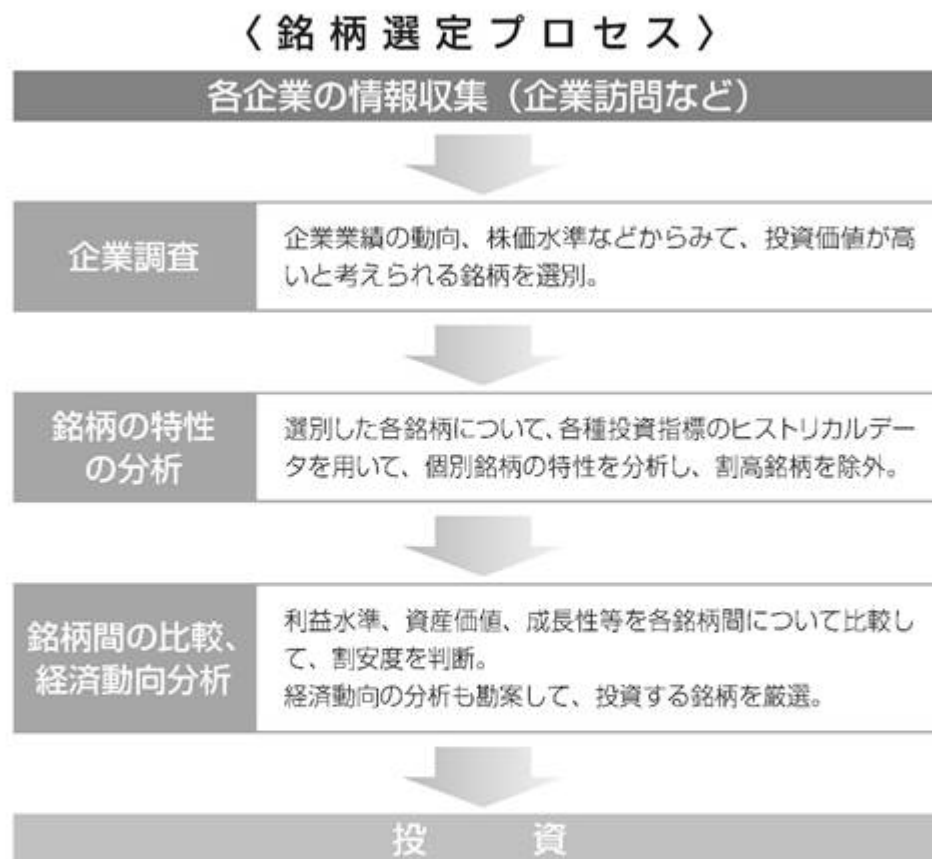 〈銘柄選定プロセス〉
各企業の情報収集（企業訪問など）
企業調査
企業業績の動向、株価水準などからみて、投資価値が高
いと考えられる銘柄を選別。
銘柄の特性
の分析
選別した各銘柄について、各種投資指標のヒストリカルデー
タを用いて、個別銘柄の特性を分析し、割高銘柄を除外。
銘柄間の比較、
経済動向分析
利益水準、資産価値、成長性等を各銘柄間について比較し
て、割安度を判断。
経済動向の分析も勘案して、投資する銘柄を厳選。
投資